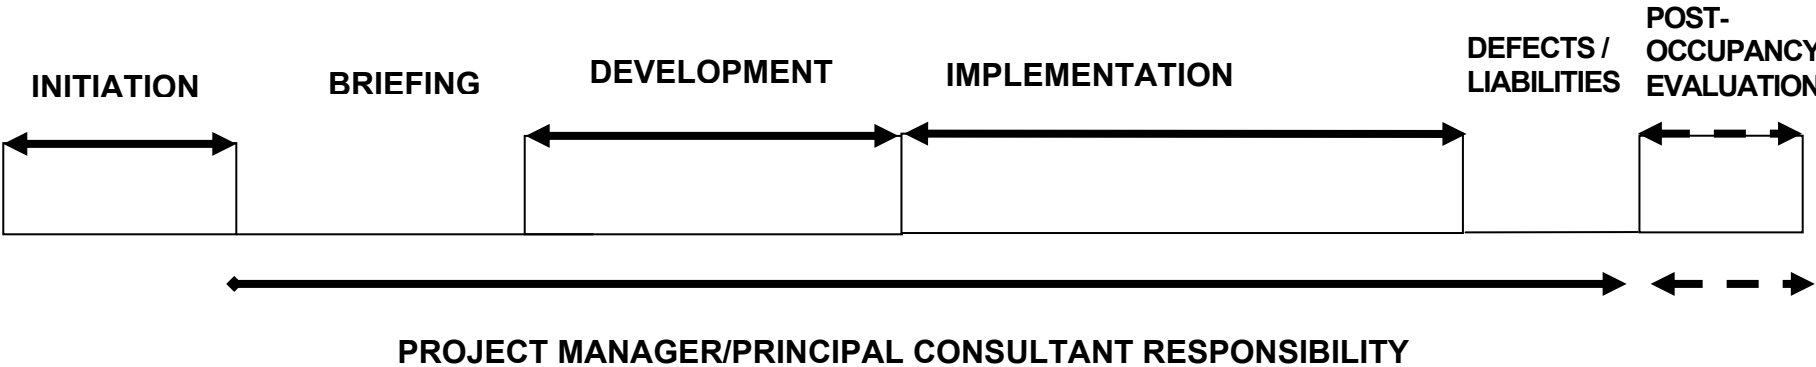 INITIATION
BRIEFING
DEVELOPMENT
IMPLEMENTATION
DEFECTS /
LIABILITIES
POST-
OCCUPANCY
EVALUATION
PROJECT MANAGER/PRINCIPAL CONSULTANT RESPONSIBILITY